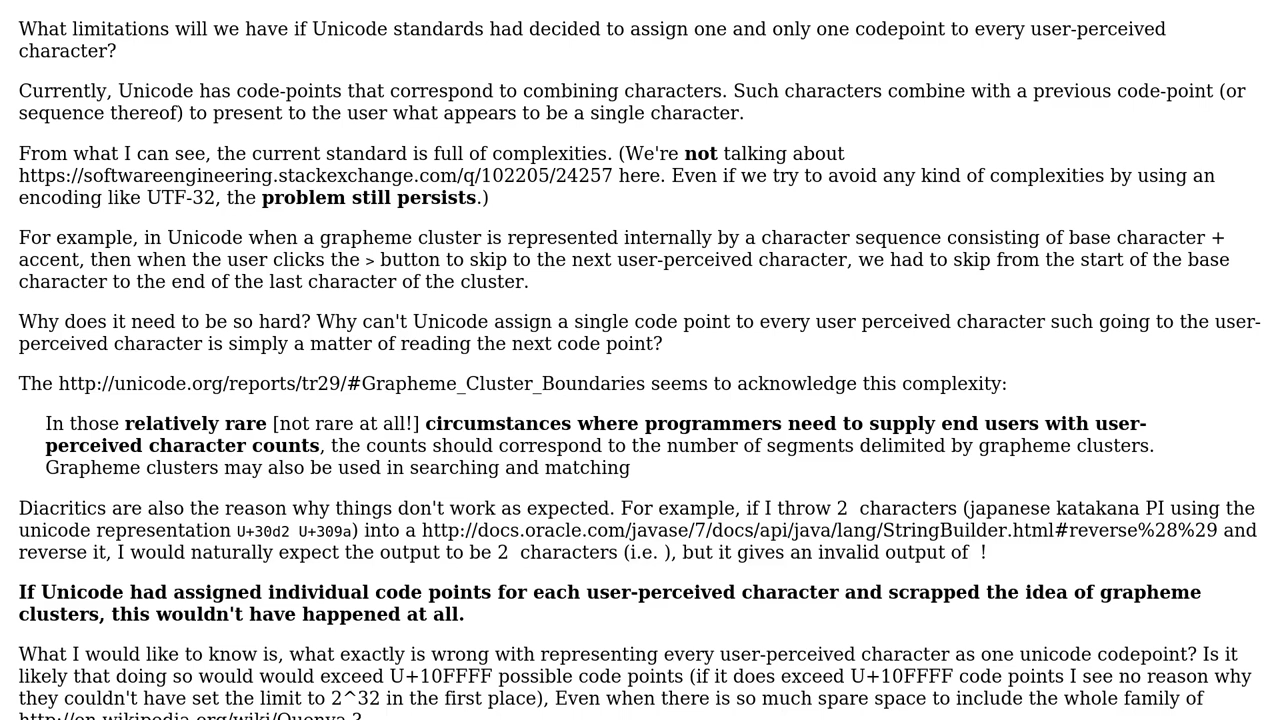 What limitations will we have if Unicode standards had decided to assign one and only one codepoint to every user-perceived
character?
Currently, Unicode has code-points that correspond to combining characters. Such characters combine with a previous code-point (or
sequence thereof) to present to the user what appears to be a single character.
From what I can see, the current standard is full of complexities. (We're not talking about
https://softwareengineering.stackexchange.com/q/102205/24257 here. Even if we try to avoid any kind of complexities by using an
encoding like UTF-32, the problem still persists.)
For example, in Unicode when a grapheme cluster is represented internally by a character sequence consisting of base character +
accent, then when the user clicks the > button to skip to the next user-perceived character, we had to skip from the start of the base
character to the end of the last character of the cluster.
Why does it need to be so hard? Why can't Unicode assign a single code point to every user perceived character such going to the user-
perceived character is simply a matter of reading the next code point?
The http://unicode.org/reports/tr29/#Grapheme_Cluster_Boundaries seems to acknowledge this complexity:
In those relatively rare [not rare at all!] circumstances where programmers need to supply end users with user-
perceived character counts, the counts should correspond to the number of segments delimited by grapheme clusters.
Grapheme clusters may also be used in searching and matching
Diacritics are also the reason why things don't work as expected. For example, if I throw 2 characters (japanese katakana PI using the
unicode representation U+30d2 U+309a) into a http://docs.oracle.com/javase/7/docs/api/java/lang/StringBuilder.html#reverse%28%29 and
reverse it, I would naturally expect the output to be 2 characters (i.e. ), but it gives an invalid output of !
If Unicode had assigned individual code points for each user-perceived character and scrapped the idea of grapheme
clusters, this wouldn't have happened at all.
What I would like to know is, what exactly is wrong with representing every user-perceived character as one unicode codepoint? Is it
likely that doing so would would exceed U+10FFFF possible code points (if it does exceed U+10FFFF code points I see no reason why
they couldn't have set the limit to 2^32 in the first place), Even when there is so much spare space to include the whole family of
http://en.wikipedia.org/wiki/Quenya ?